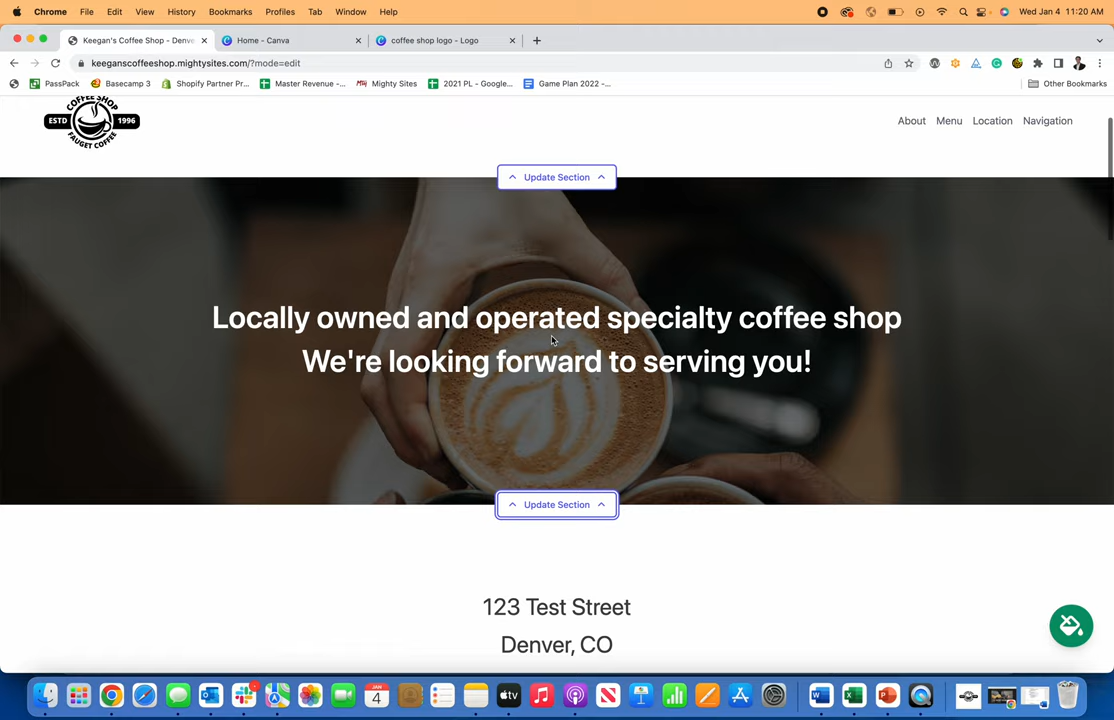 Chrome File Edit View History Bookmarks Profiles Tab Window Help Wed Jan 4 11:20 AM
Keegan's Coffee Shop - Denve Home - Canva coffee shop logo - Logo
keeganscoffeeshop.mightysites.com/?mode=edit
PassPack Basecamp 3 Shopify Partner Pr... Master Revenue -... Mighty Sites 2021 PL - Google... Game Plan 2022 -... Other Bookmarks
COFFEE SHOP
ESTD 1996
FAUGET COFFEE
About Menu Location Navigation
Update Section
Locally owned and operated specialty coffee shop
We're looking forward to serving you!
Update Section
123 Test Street
Denver, CO
JAN
4